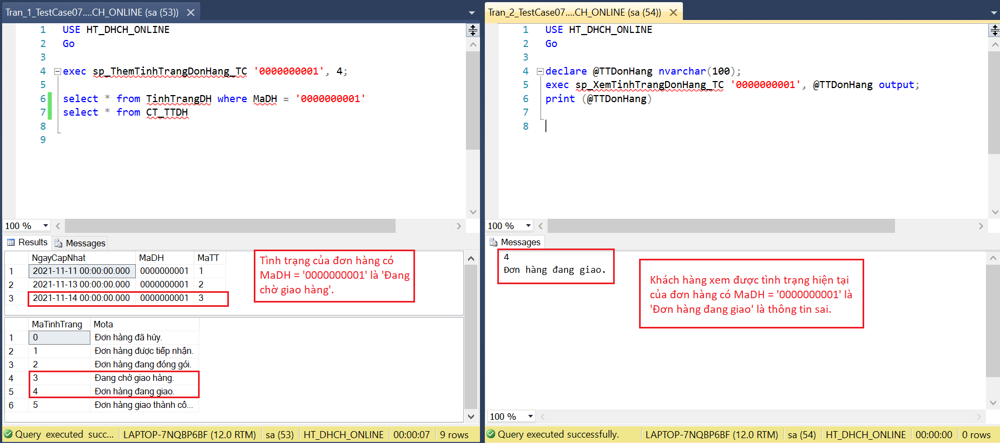 Tran_1_TestCase07....CH_ONLINE (sa (53))
1 USE HT_DHCH_ONLINE
2 Go
3
4 exec sp_ThemTinhTrangDonHang_TC '0000000001', 4;
5
6 select * from TinhTrangDH where MaDH = '0000000001'
7 select * from CT_TTDH
8
9
100 %
Results Messages
NgayCapNhat MaDH MaTT
1 2021-11-11 00:00:00.000 0000000001 1
2 2021-11-13 00:00:00.000 0000000001 2
3 2021-11-14 00:00:00.000 0000000001 3
Tình trạng của đơn hàng có
MaDH = '0000000001' là 'Đang
chờ giao hàng'.
MaTinhTrang Mota
1 0 Đơn hàng đã hủy.
2 1 Đơn hàng được tiếp nhận.
3 2 Đơn hàng đang đóng gói.
4 3 Đang chờ giao hàng.
5 4 Đơn hàng đang giao.
6 5 Đơn hàng giao thành cô...
Query executed succ... LAPTOP-7NQBP6BF (12.0 RTM) sa (53) HT_DHCH_ONLINE 00:00:07 9 rows
Tran_2_TestCase07....CH_ONLINE (sa (54))
1 USE HT_DHCH_ONLINE
2 Go
3
4 declare @TTDonHang nvarchar(100);
5 exec sp_XemTinhTrangDonHang_TC '0000000001', @TTDonHang output;
6 print (@TTDonHang)
7
8
100 %
Messages
4
Đơn hàng đang giao.
Khách hàng xem được tình trạng hiện tại
của đơn hàng có MaDH = '0000000001' là
'Đơn hàng đang giao' là thông tin sai.
100 %
Query executed successfully. LAPTOP-7NQBP6BF (12.0 RTM) sa (54) HT_DHCH_ONLINE 00:00:00 0 rows